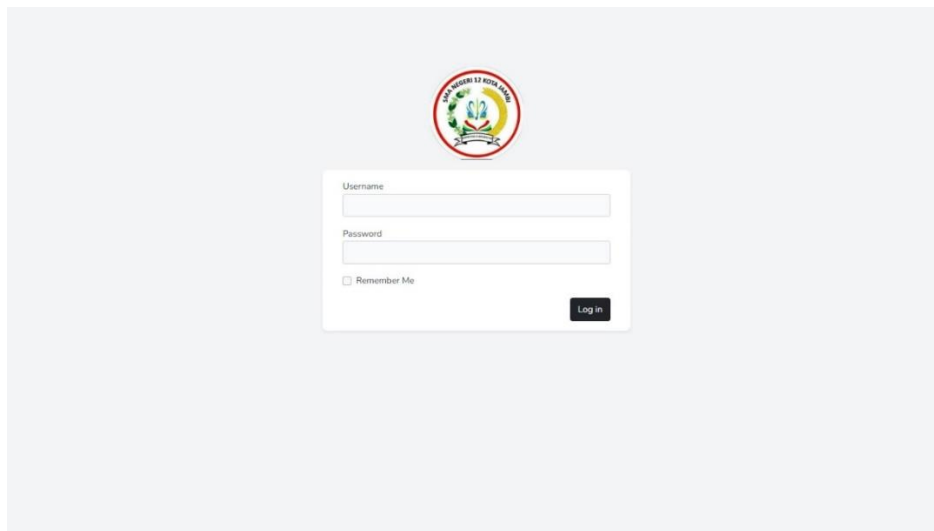 SMA NEGERI 12 KOTA JAMBI
Username
Password
Remember Me
Log in